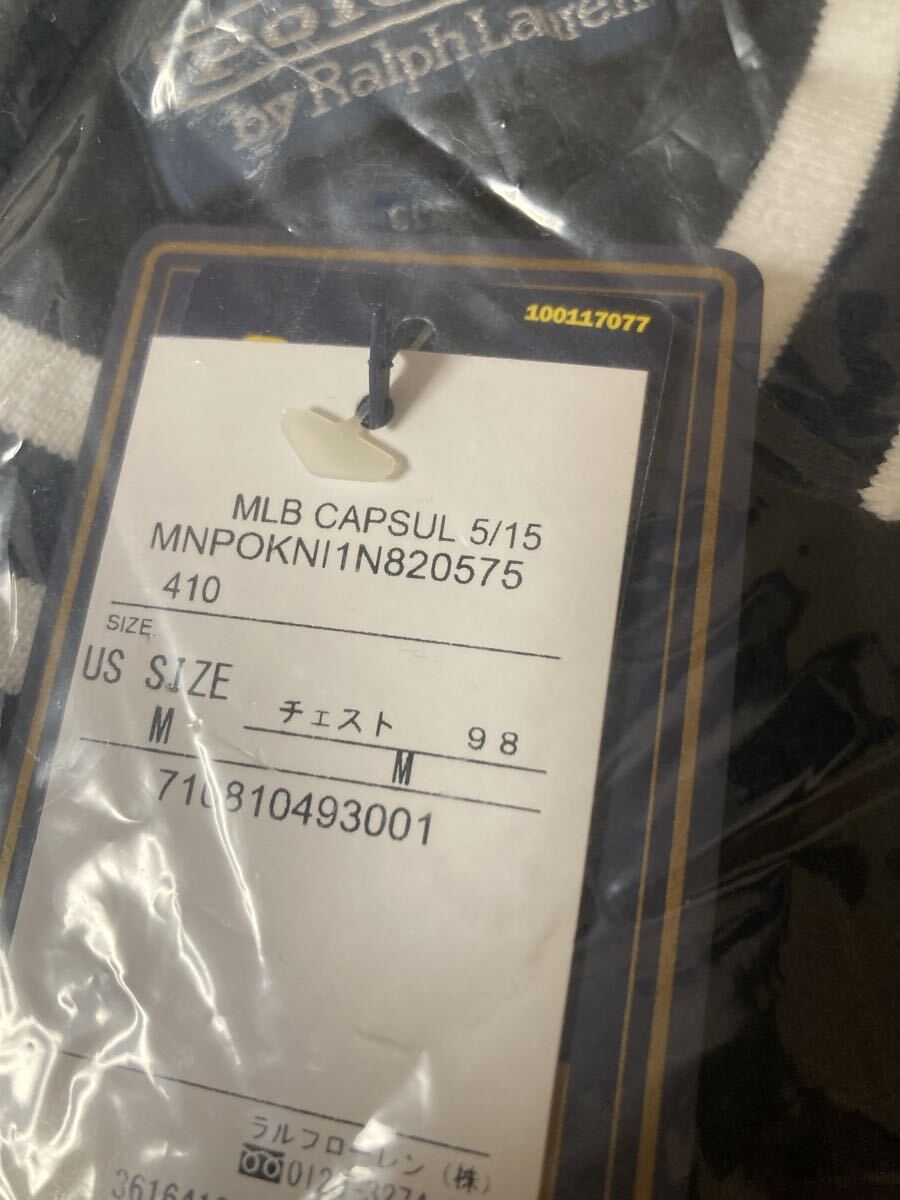 by Ralph Lauren
100117077
MLB CAPSUL 5/15
MNPOKNI1N820575
410
SIZE
US SIZE
チェスト 98
M
M
710810493001
ラルフローレン(株)